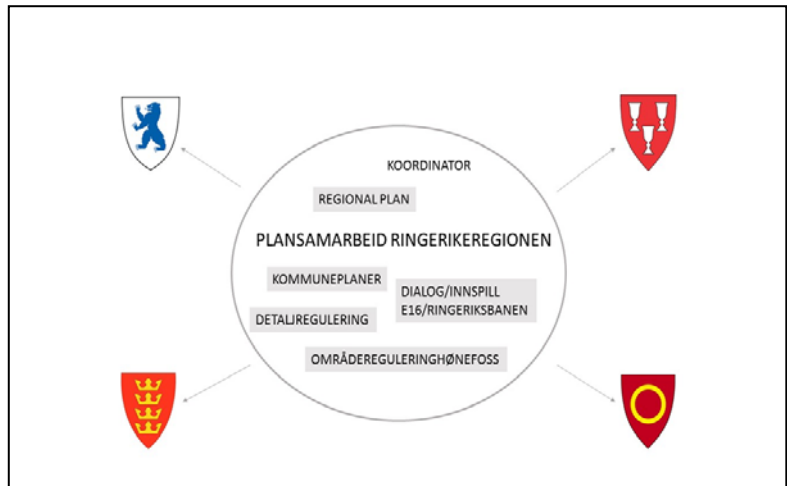 KOORDINATOR
REGIONAL PLAN
PLANSAMARBEID RINGERIKEREGIONEN
KOMMUNEPLANER
DIALOG/INNSPILL
E16/RINGERIKSBANEN
DETALJREGULERING
OMRÅDEREGULERINGHØNEFOSS